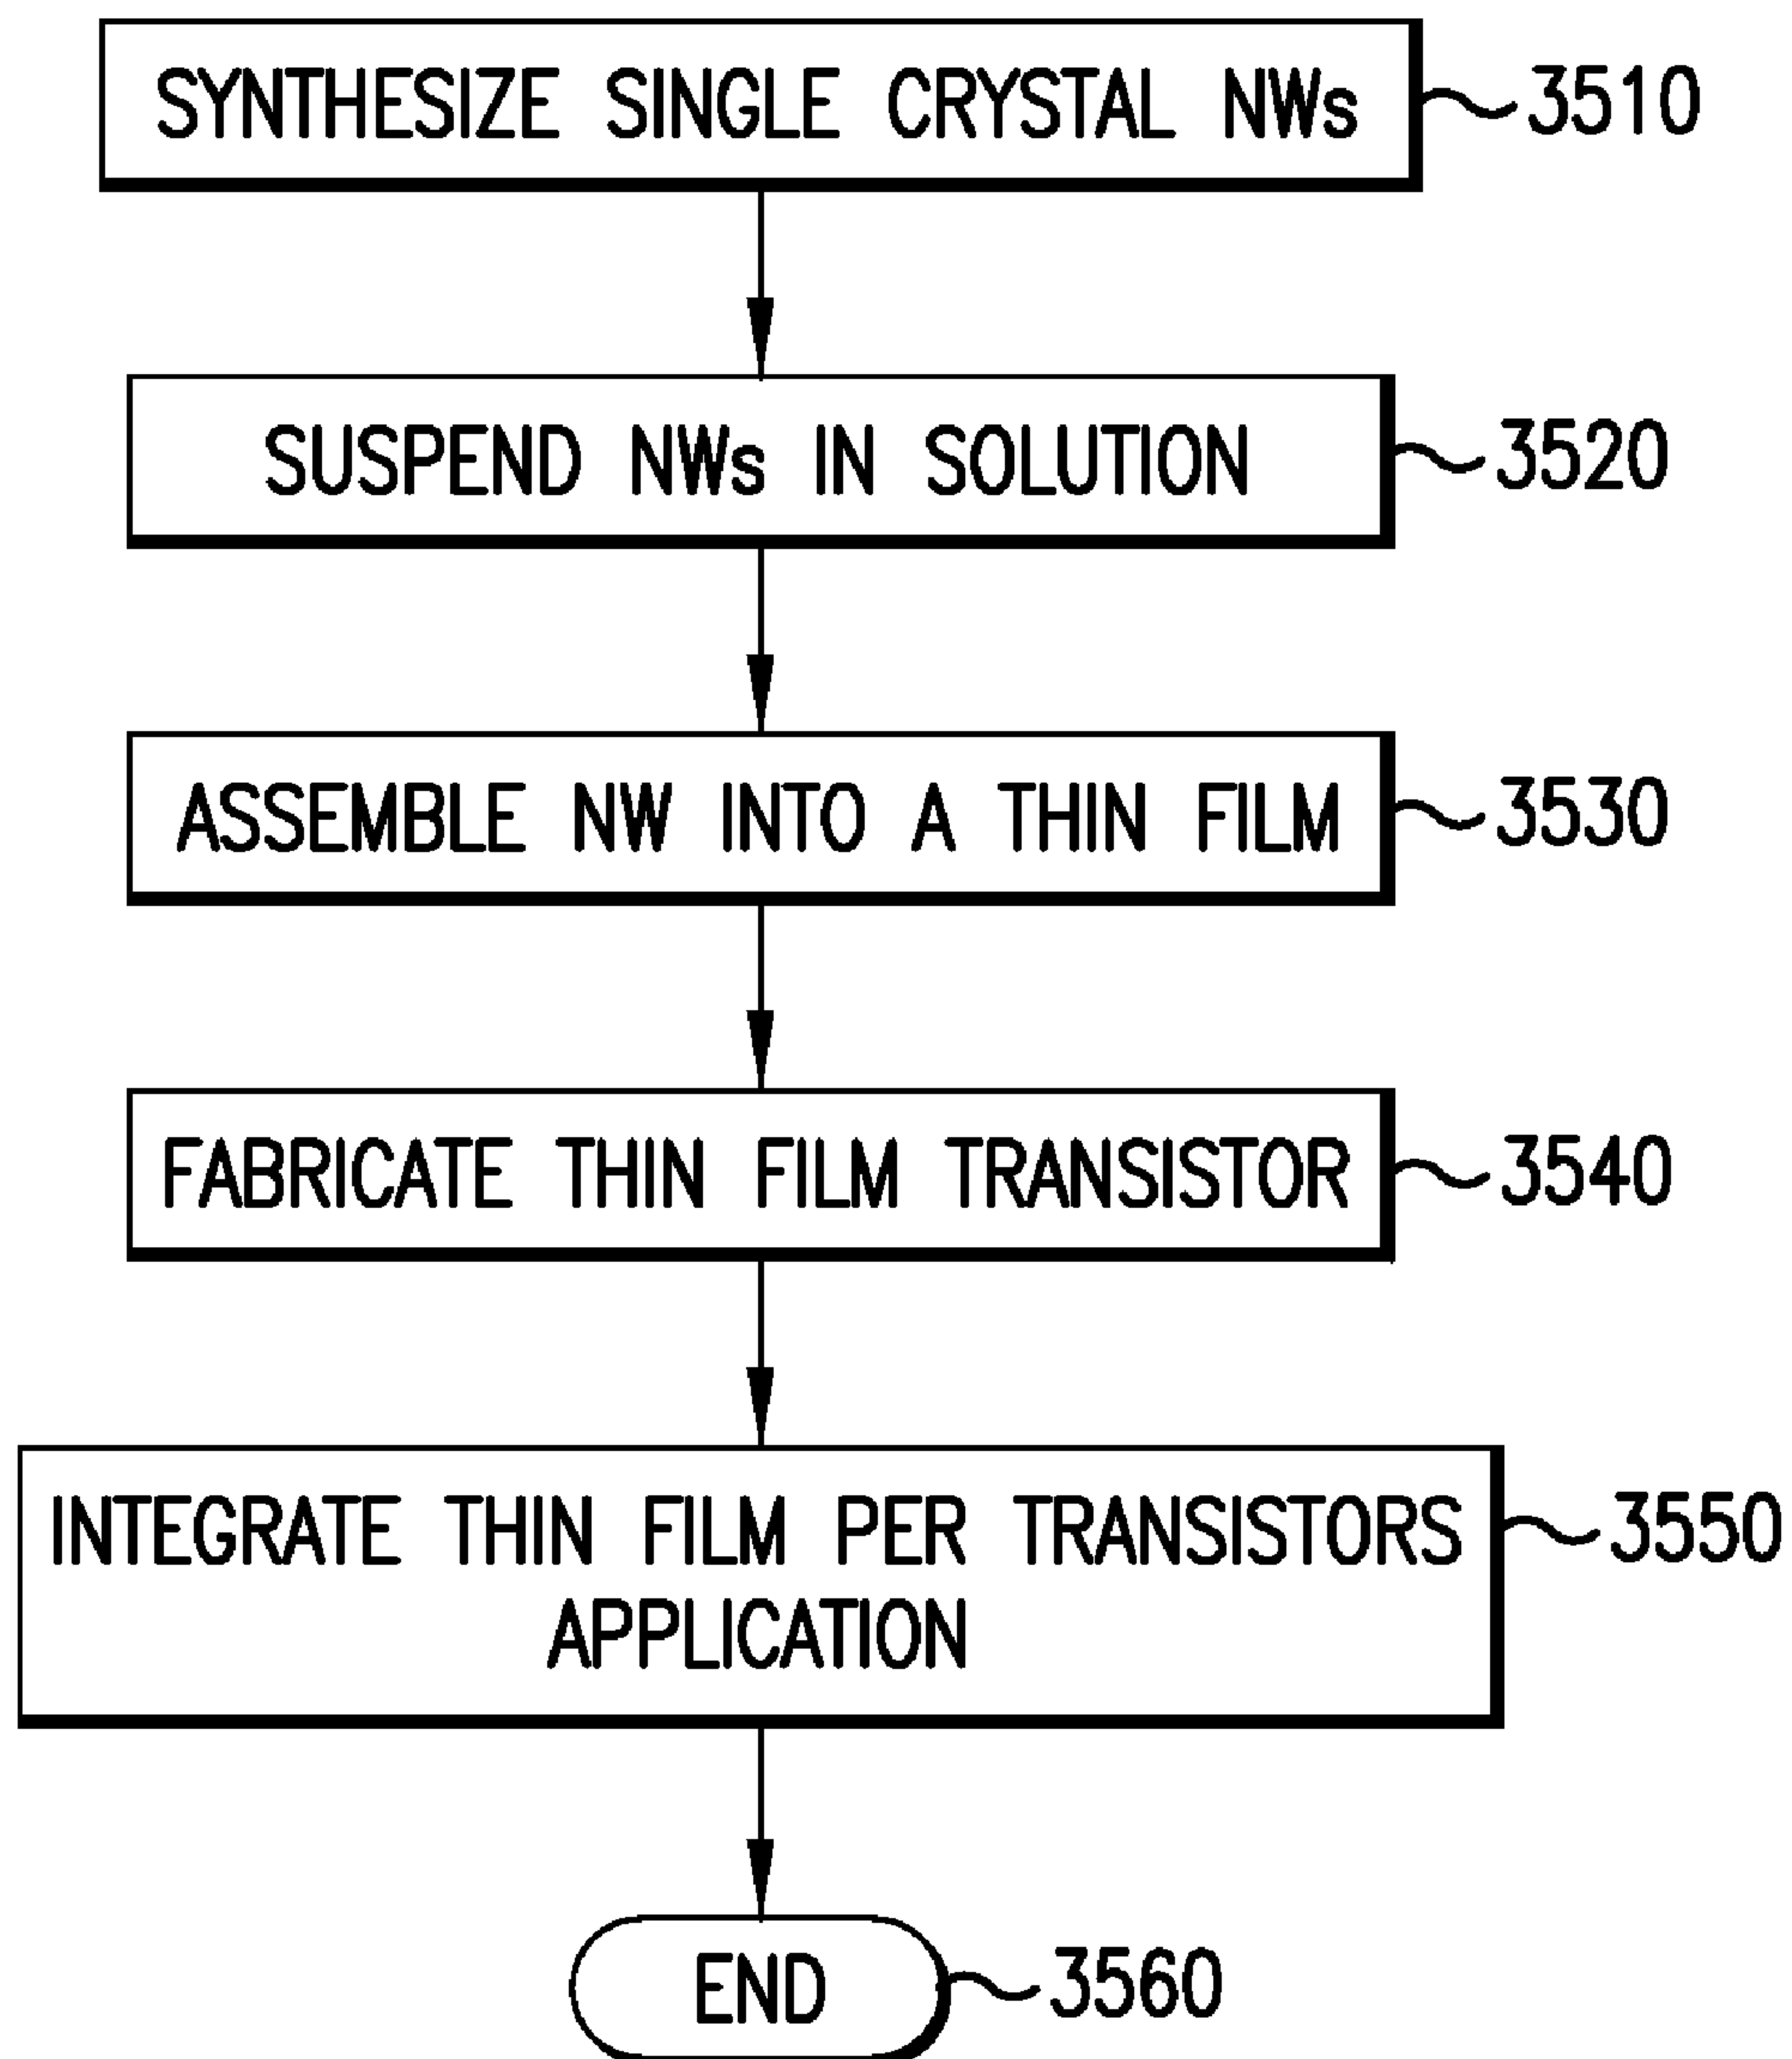 SYNTHESIZE SINGLE CRYSTAL NWs
3510
SUSPEND NWs IN SOLUTION
3520
ASSEMBLE NW INTO A THIN FILM
3530
FABRICATE THIN FILM TRANSISTOR
3540
INTEGRATE THIN FILM PER TRANSISTORS
APPLICATION
3550
END
3560